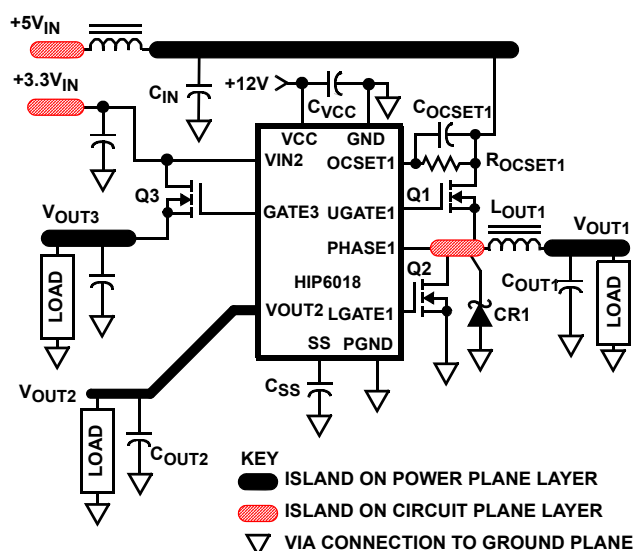 +5VIN
+3.3VIN
CIN
+12V
CVCC
COCSET1
VCC
GND
VIN2
OCSET1
ROCSET1
Q3
Q1
GATE3
UGATE1
LOUT1
VOUT3
PHASE1
VOUT1
LOAD
HIP6018
Q2
COUT1
LOAD
VOUT2
LGATE1
CR1
SS
PGND
CSS
VOUT2
LOAD
COUT2
KEY
ISLAND ON POWER PLANE LAYER
ISLAND ON CIRCUIT PLANE LAYER
VIA CONNECTION TO GROUND PLANE